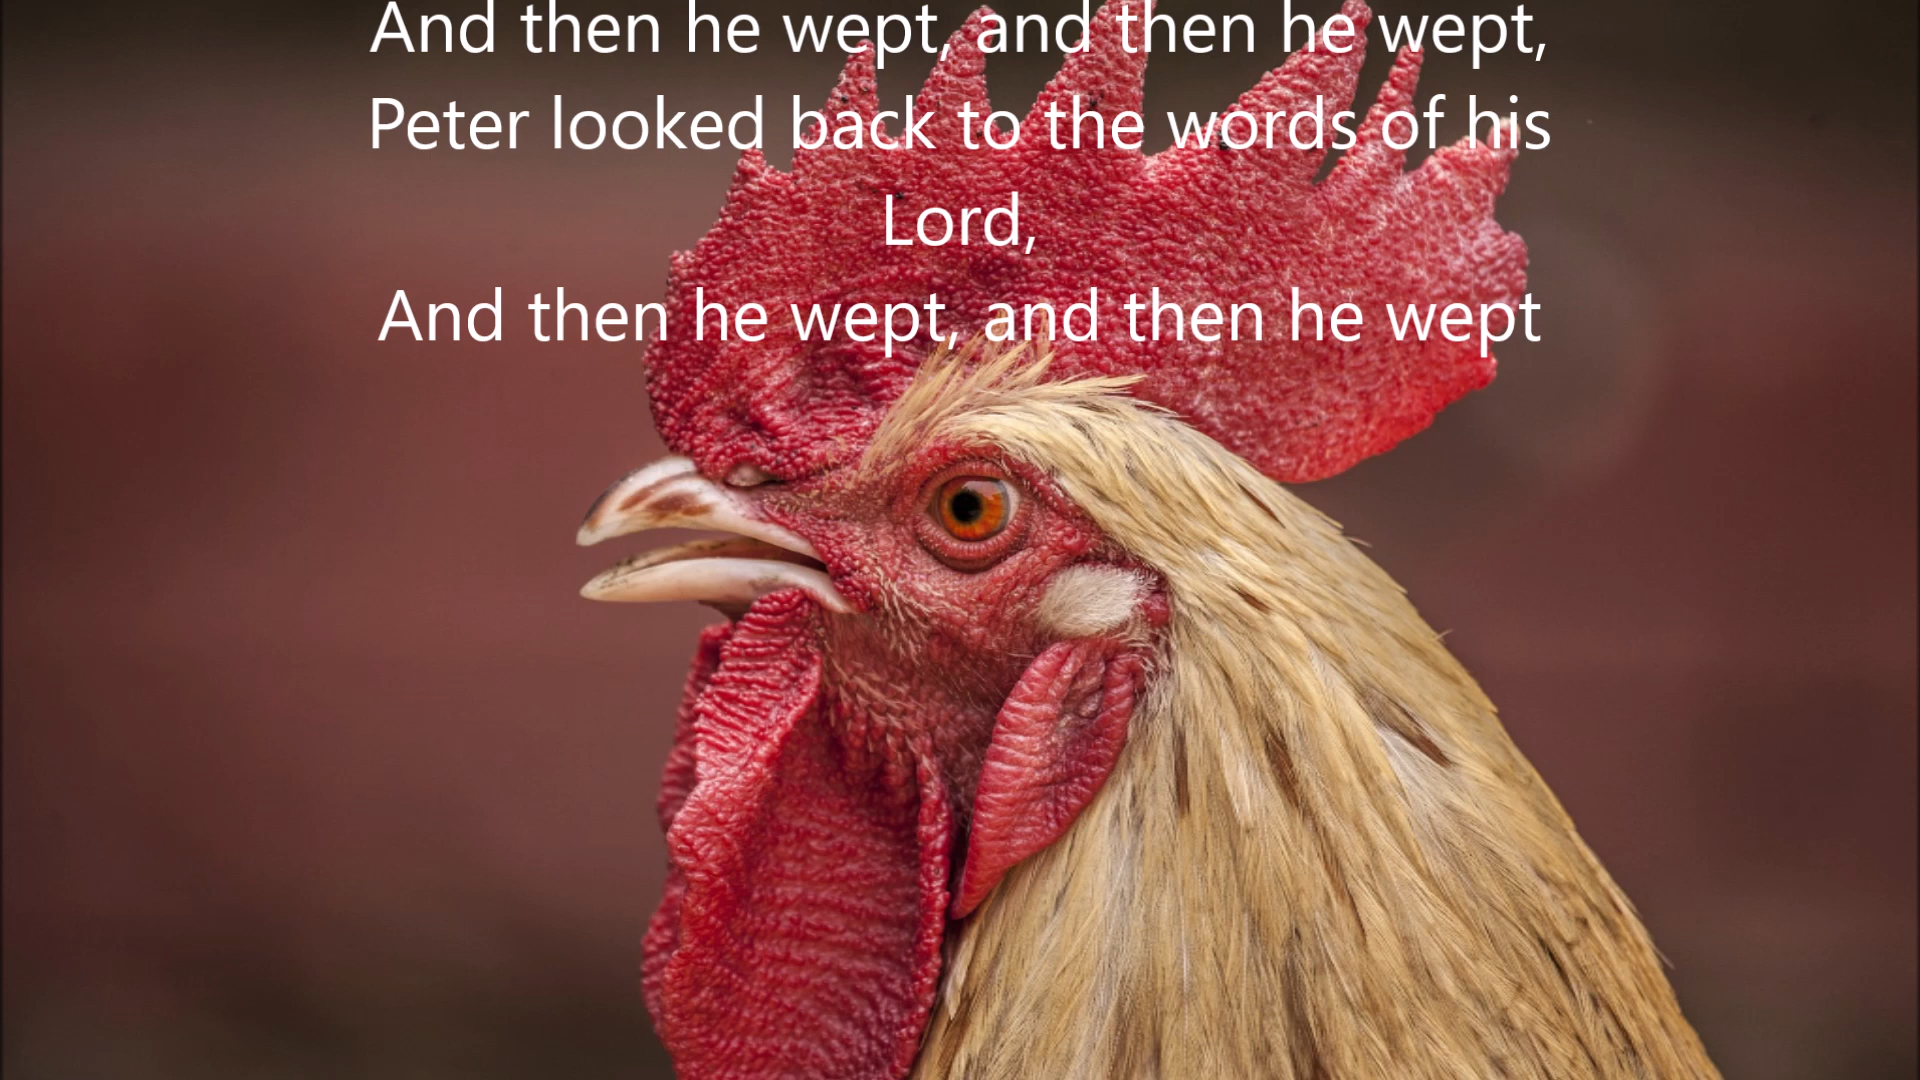 And then he wept, and then he wept,
Peter looked back to the words of his
Lord,
And then he wept, and then he wept